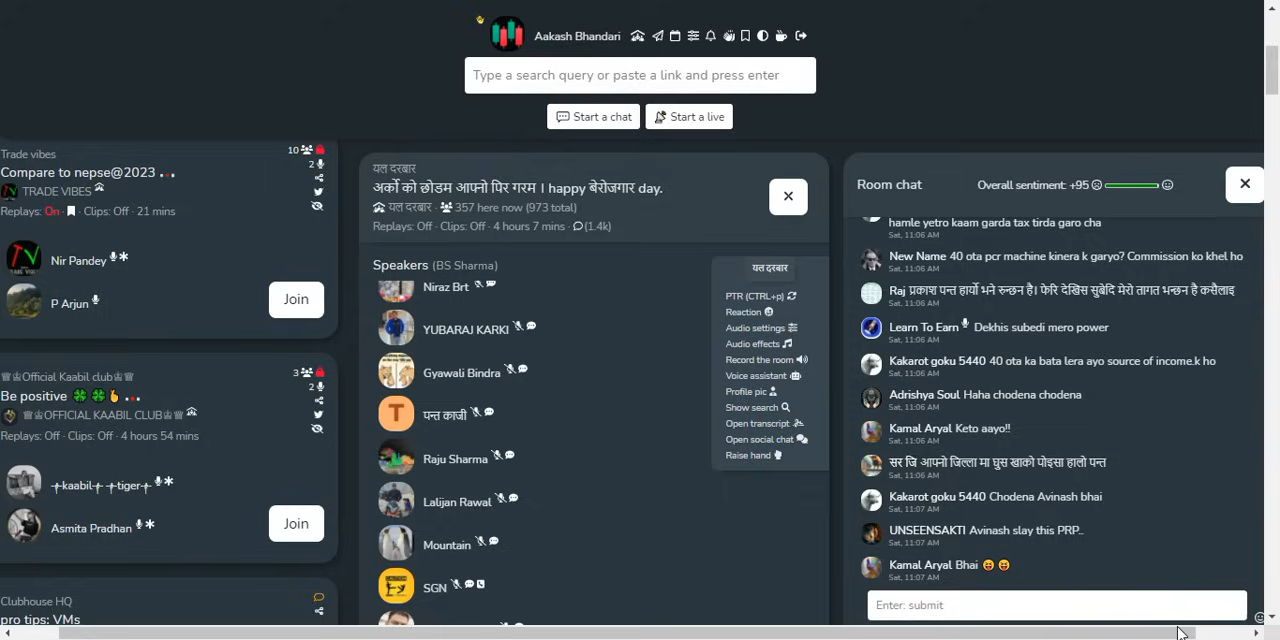 Aakash Bhandari
Type a search query or paste a link and press enter
Start a chat
Start a live
Trade vibes
10
Compare to nepse@2023
2
TRADE VIBES
Replays: On · Clips: Off · 21 mins
Nir Pandey
P Arjun
Join
♕♔Official Kaabil club♔♕
3
Be positive 🍀 🍀
2
♕♔OFFICIAL KAABIL CLUB♔♕
Replays: Off · Clips: Off · 4 hours 54 mins
kaabil tiger
Asmita Pradhan
Join
Clubhouse HQ
pro tips: VMs
यल दरबार
अर्को को छोडम आफ्नो पिर गरम । happy बेरोजगार day.
यल दरबार · 357 here now (973 total)
Replays: Off · Clips: Off · 4 hours 7 mins · (1.4k)
Speakers (BS Sharma)
Niraz Brt
YUBARAJ KARKI
Gyawali Bindra
T
पन्त काजी
Raju Sharma
Lalijan Rawal
Mountain
SGN
यल दरबार
PTR (CTRL+p)
Reaction
Audio settings
Audio effects
Record the room
Voice assistant
Profile pic
Show search
Open transcript
Open social chat
Raise hand
Room chat
Overall sentiment: +95
hamle yetro kaam garda tax tirda garo cha
Sat, 11:06 AM
New Name 40 ota pcr machine kinera k garyo? Commission ko khel ho
Sat, 11:06 AM
Raj प्रकाश पन्त हार्यो भने रुन्छन है। फेरि देखिस सुबेदि मेरो तागत भन्छन है कसैलाइ
Sat, 11:06 AM
Learn To Earn Dekhis subedi mero power
Sat, 11:06 AM
Kakarot goku 5440 40 ota ka bata lera ayo source of income.k ho
Sat, 11:06 AM
Adrishya Soul Haha chodena chodena
Sat, 11:06 AM
Kamal Aryal Keto aayo!!
Sat, 11:06 AM
सर जि आफ्नो जिल्ला मा घुस खाको पोइसा हालो पन्त
Sat, 11:06 AM
Kakarot goku 5440 Chodena Avinash bhai
Sat, 11:07 AM
UNSEENSAKTI Avinash slay this PRP..
Sat, 11:07 AM
Kamal Aryal Bhai 😝 😝
Sat, 11:07 AM
Enter: submit